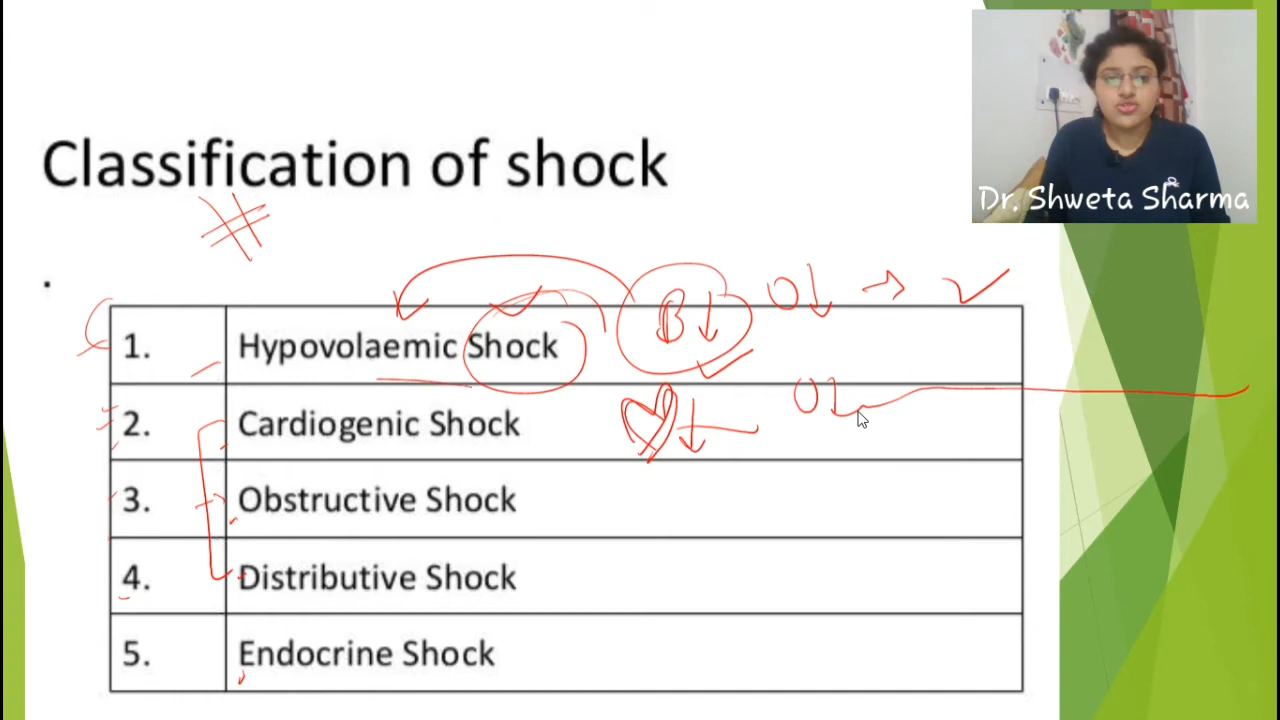 Dr. Shweta Sharma
Classification of shock
.
B↓ O↓ → ✓
1. Hypovolaemic Shock
2. Cardiogenic Shock ↓ O↓
3. Obstructive Shock
4. Distributive Shock
5. Endocrine Shock